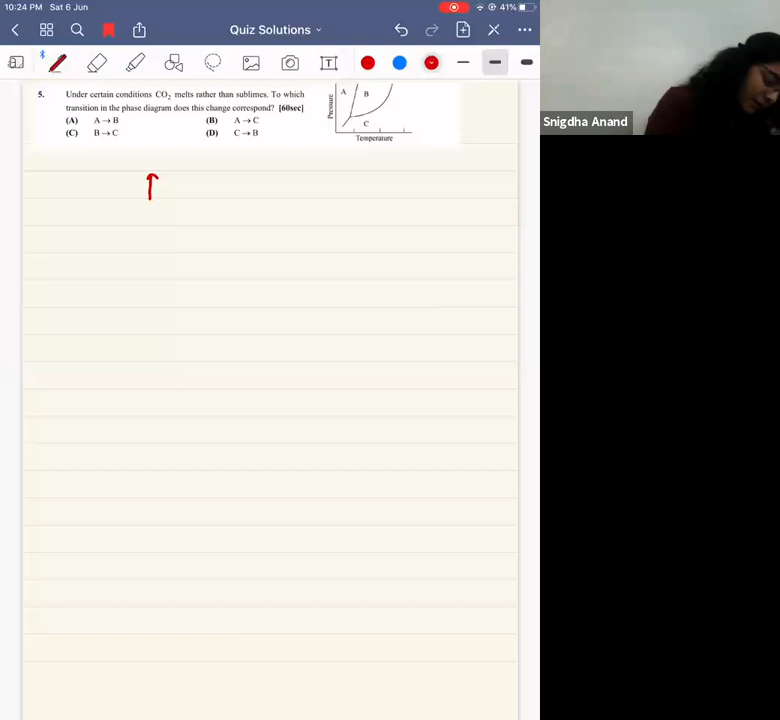 10:24 PM Sat 6 Jun
41%
Quiz Solutions
T
Snigdha Anand
5. Under certain conditions CO₂ melts rather than sublimes. To which
transition in the phase diagram does this change correspond? [60sec]
(A) A → B (B) A → C
(C) B → C (D) C → B
Pressure
A B
C
Temperature